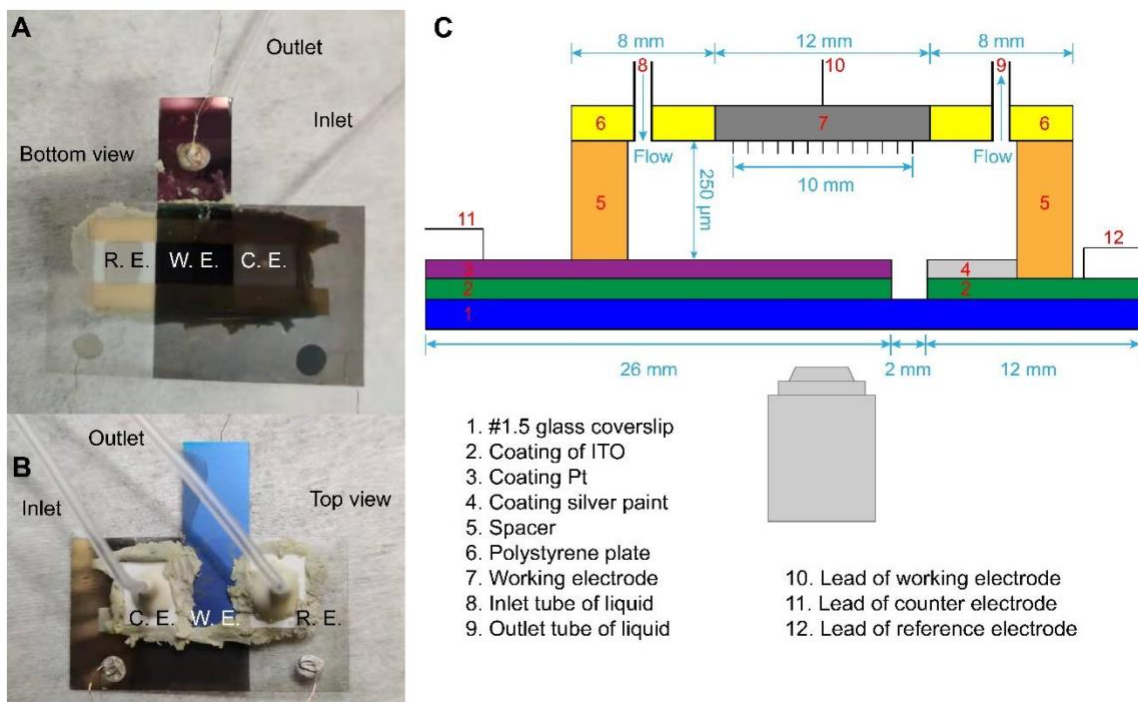 A
Outlet
Inlet
Bottom view
R. E. W. E. C. E.
B
Outlet
Inlet
Top view
C. E. W. E. R. E.
C
8 mm 12 mm 8 mm
8 10 9
6 7 6
Flow Flow
10 mm
250 µm
5 5
11 12
3 4
2 2
1
26 mm 2 mm 12 mm
1. #1.5 glass coverslip
2. Coating of ITO
3. Coating Pt
4. Coating silver paint
5. Spacer
6. Polystyrene plate
7. Working electrode
8. Inlet tube of liquid
9. Outlet tube of liquid
10. Lead of working electrode
11. Lead of counter electrode
12. Lead of reference electrode